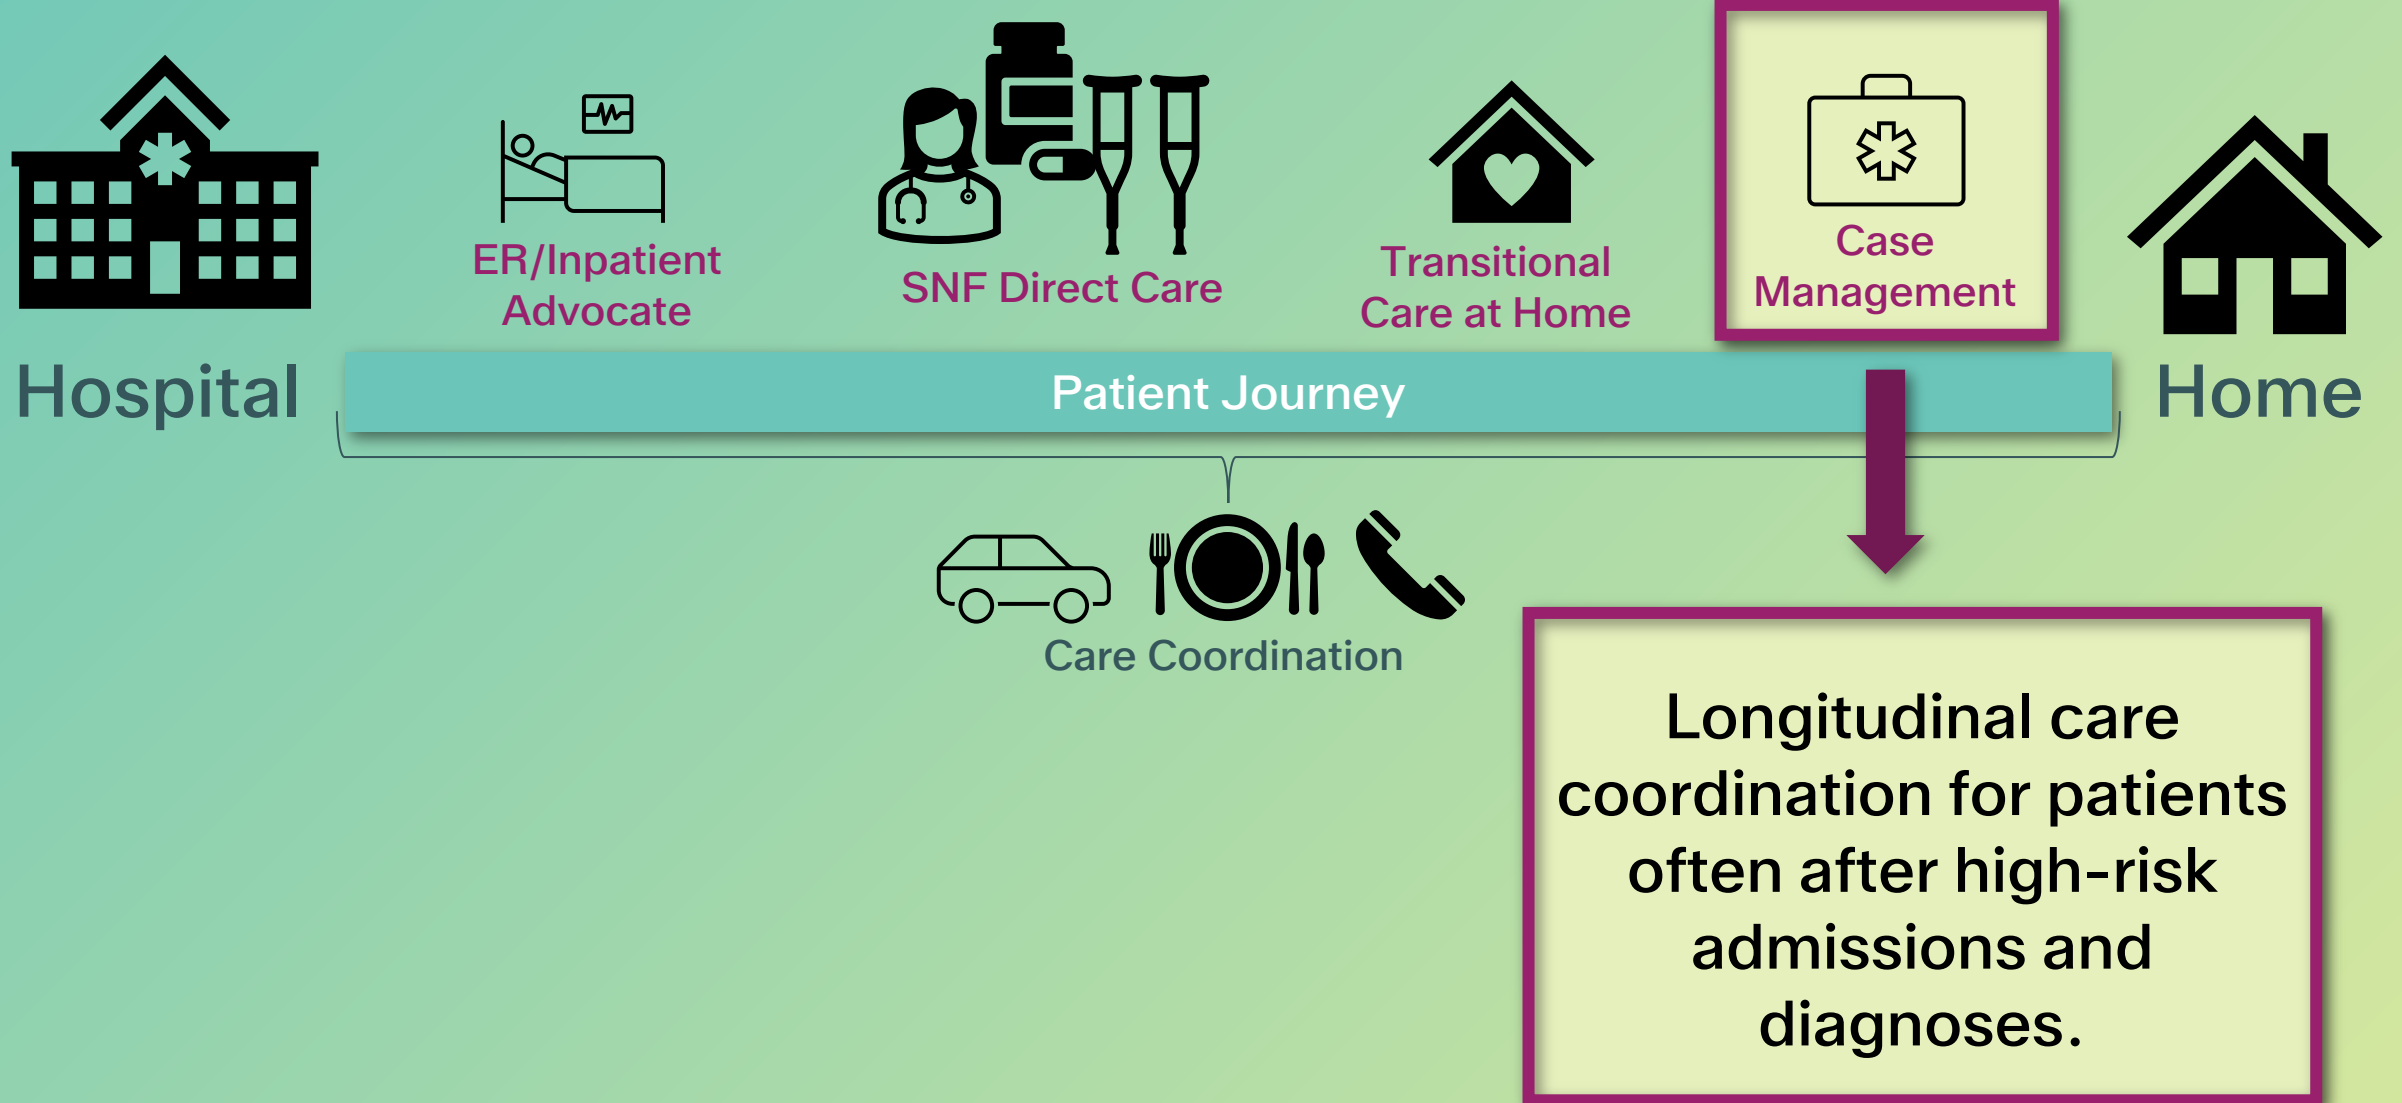 ER/Inpatient
Advocate
SNF Direct Care
Transitional
Care at Home
Case
Management
Hospital
Patient Journey
Home
Care Coordination
Longitudinal care
coordination for patients
often after high-risk
admissions and
diagnoses.